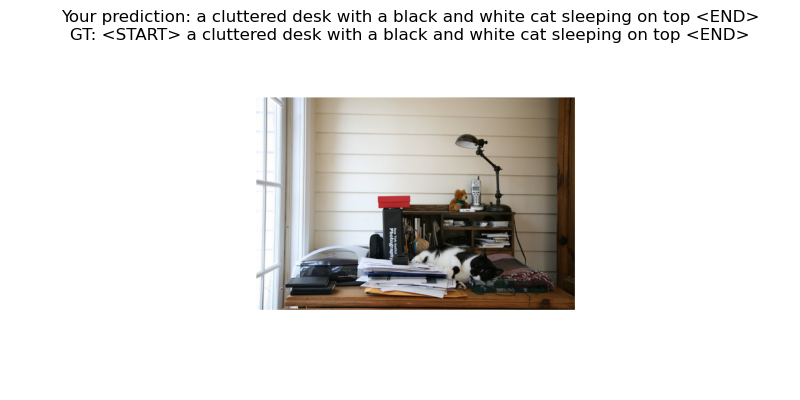 Your prediction: a cluttered desk with a black and white cat sleeping on top <END>
GT: <START> a cluttered desk with a black and white cat sleeping on top <END>